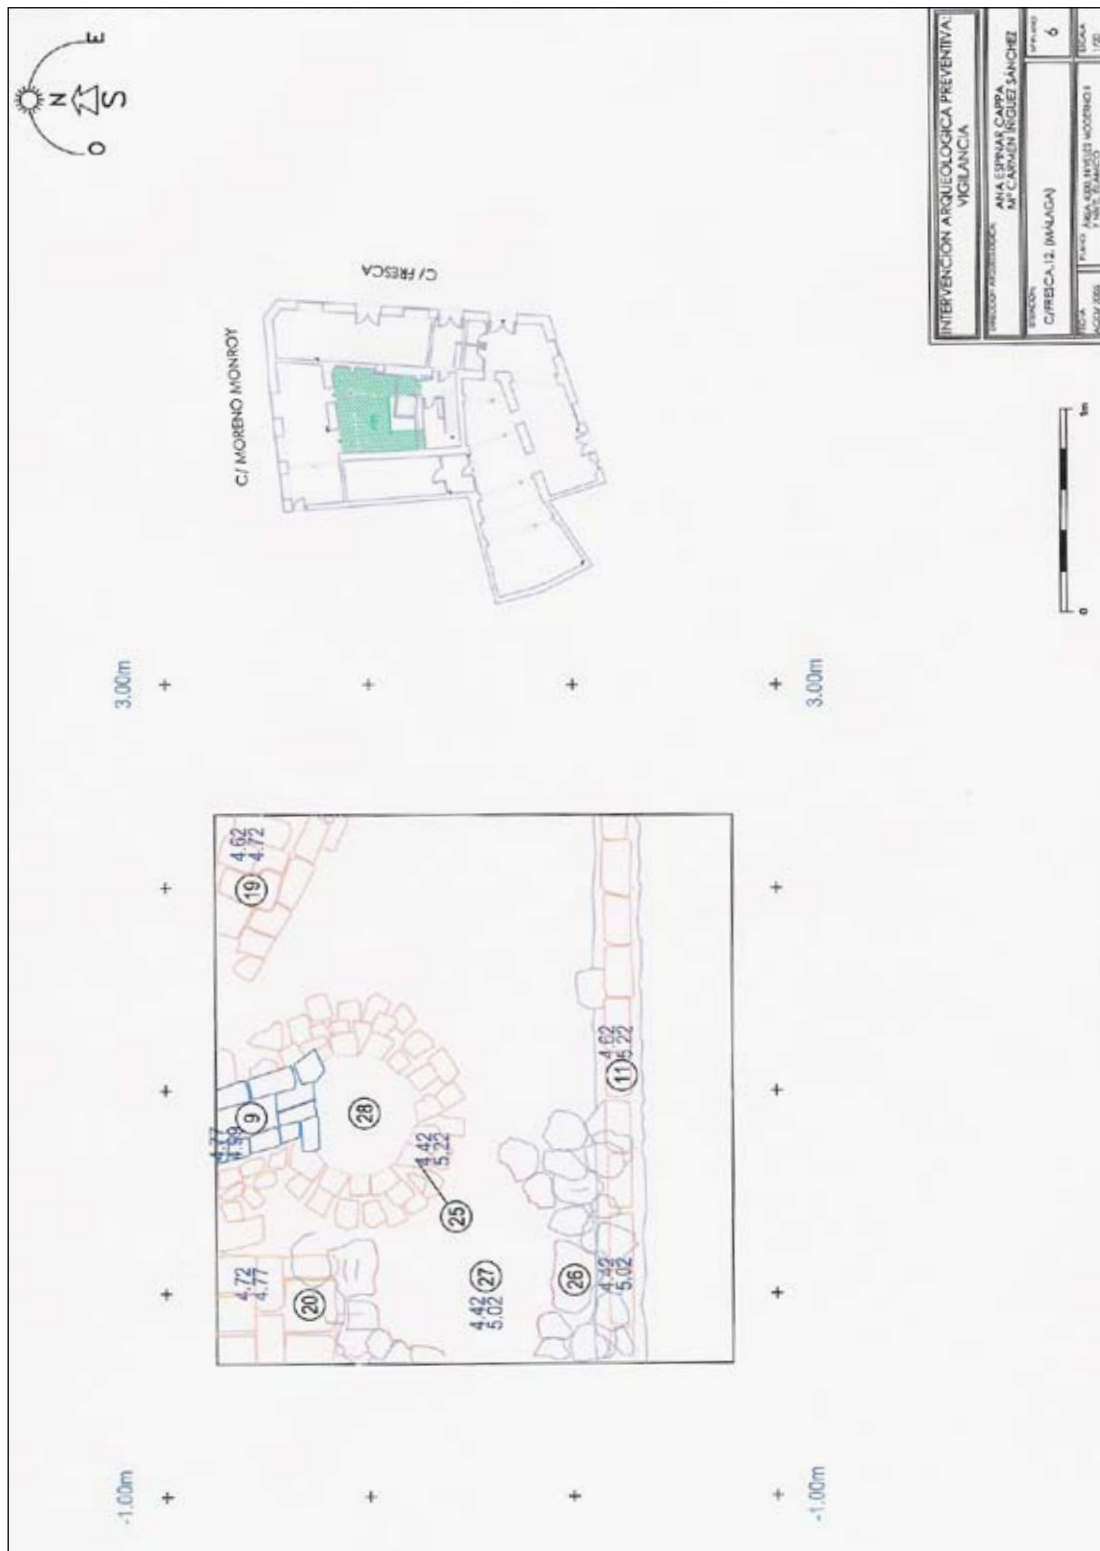 N
E
S
O
C/ MORENO MONROY
C/ FRESCA
INTERVENCIÓN ARQUEOLÓGICA PREVENTIVA:
VIGILANCIA
ANA ESPINAR CAPPA
Mª CARMEN ÍÑIGUEZ SÁNCHEZ
C/FRESCA,12. (MÁLAGA)
6
0
1m
3.00m
3.00m
4.62
4.72
19
9
4.77
28
4.42
5.22
25
4.62
5.22
11
4.72
4.77
20
27
4.42
5.02
26
4.42
5.02
-1.00m
-1.00m